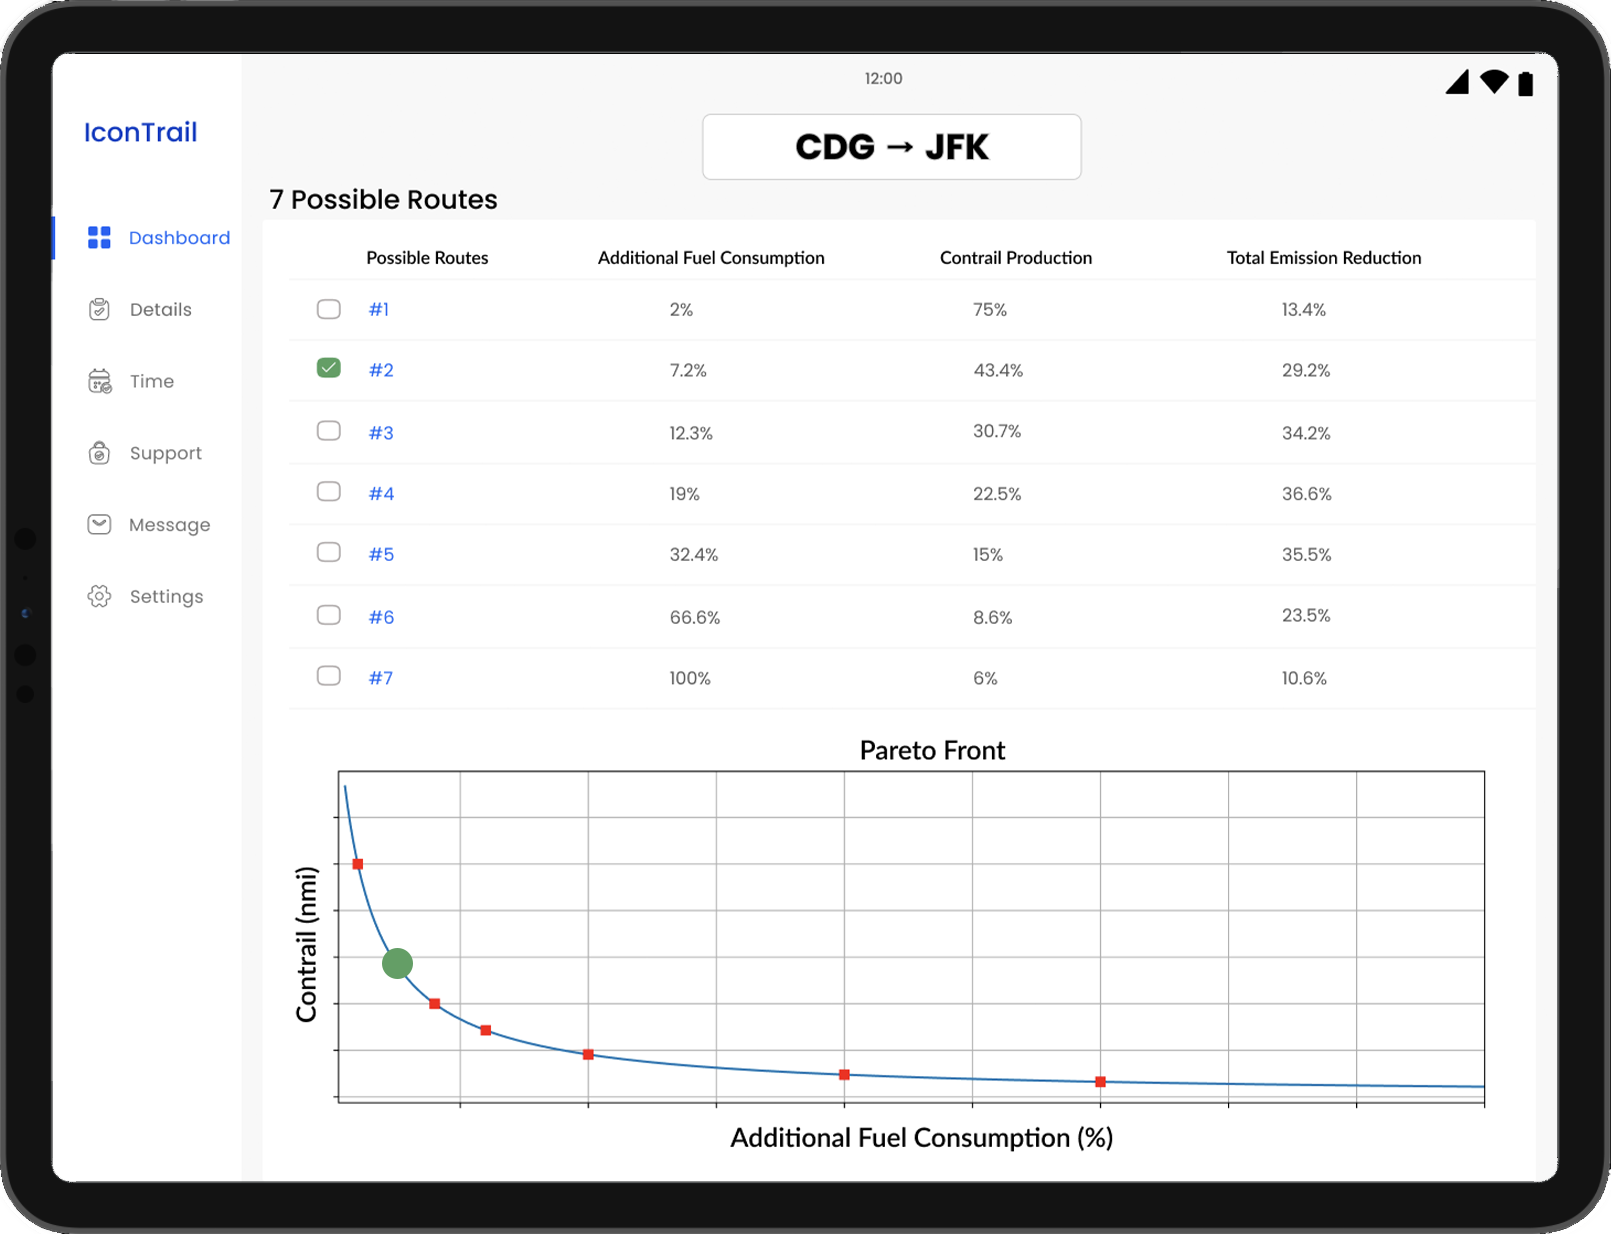 12:00
IconTrail
CDG → JFK
7 Possible Routes
Dashboard
Details
Time
Support
Message
Settings
Possible Routes Additional Fuel Consumption Contrail Production Total Emission Reduction
#1 2% 75% 13.4%
#2 7.2% 43.4% 29.2%
#3 12.3% 30.7% 34.2%
#4 19% 22.5% 36.6%
#5 32.4% 15% 35.5%
#6 66.6% 8.6% 23.5%
#7 100% 6% 10.6%
Pareto Front
Contrail (nmi)
Additional Fuel Consumption (%)